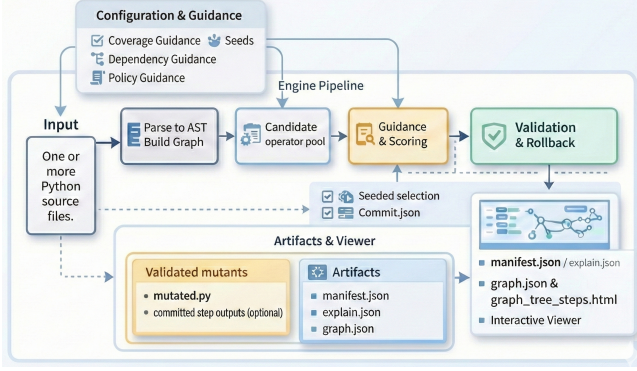 Configuration & Guidance
Coverage Guidance Seeds
Dependency Guidance
Policy Guidance
Engine Pipeline
Input
One or
more
Python
source
files.
Parse to AST
Build Graph
Candidate
operator pool
Guidance
& Scoring
Validation
& Rollback
Seeded selection
Commit.json
Artifacts & Viewer
Validated mutants
mutated.py
committed step outputs (optional)
Artifacts
manifest.json
explain.json
graph.json
manifest.json / explain.json
graph.json &
graph_tree_steps.html
Interactive Viewer